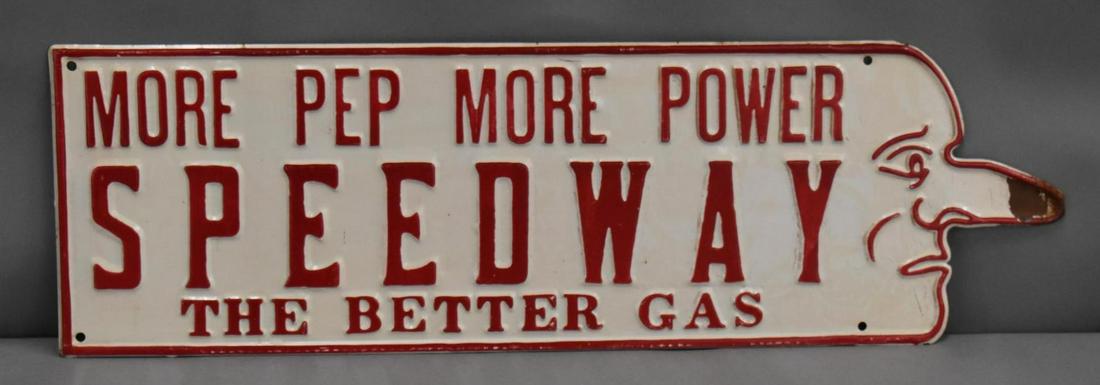 MORE PEP MORE POWER
SPEEDWAY
THE BETTER GAS